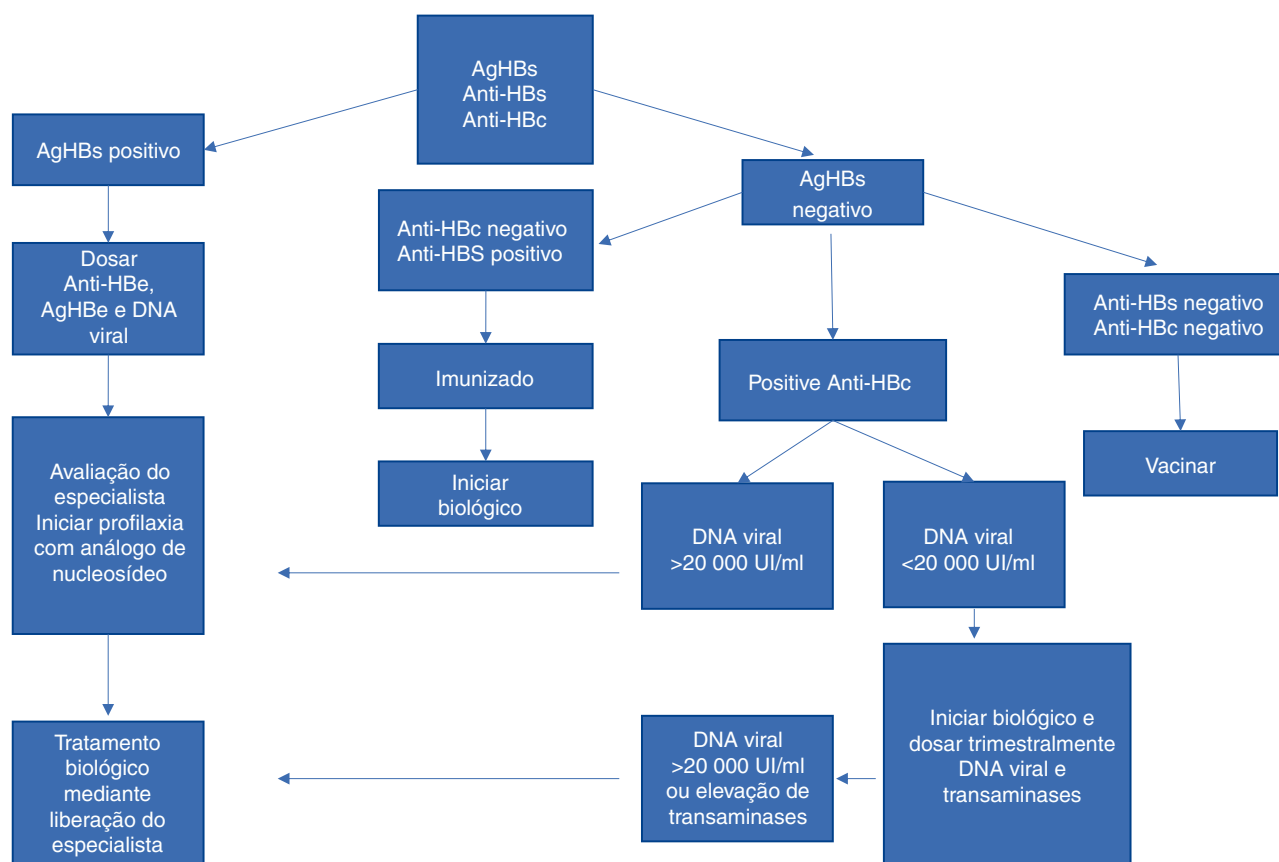 AgHBs
Anti-HBs
Anti-HBc
AgHBs positivo
AgHBs
negativo
Anti-HBc negativo
Anti-HBS positivo
Dosar
Anti-HBe,
AgHBe e DNA
viral
Anti-HBs negativo
Anti-HBc negativo
Imunizado
Positive Anti-HBc
Avaliação do
especialista
Iniciar profilaxia
com análogo de
nucleosídeo
Iniciar
biológico
Vacinar
DNA viral
>20 000 UI/ml
DNA viral
<20 000 UI/ml
Tratamento
biológico
mediante
liberação do
especialista
DNA viral
>20 000 UI/ml
ou elevação de
transaminases
Iniciar biológico e
dosar trimestralmente
DNA viral e
transaminases